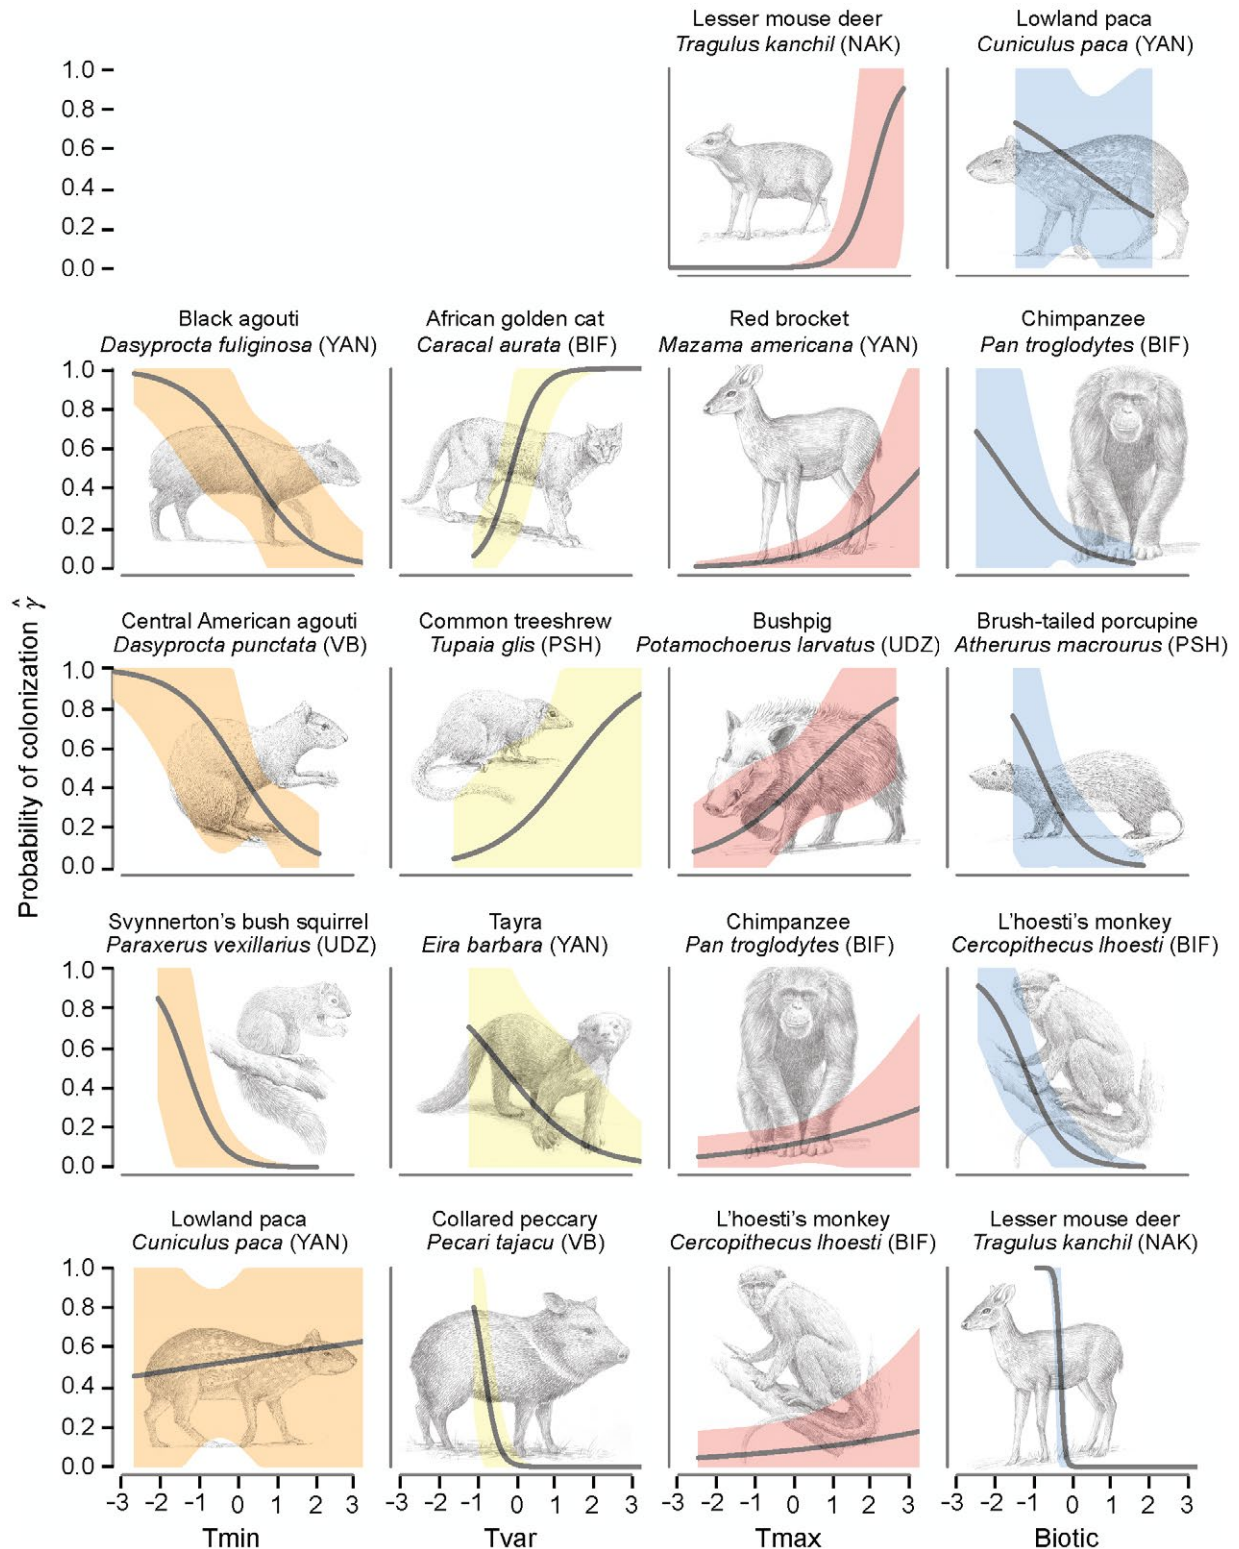 Lesser mouse deer
Tragulus kanchil (NAK)
Lowland paca
Cuniculus paca (YAN)
1.0
0.8
0.6
0.4
0.2
0.0
Black agouti
Dasyprocta fuliginosa (YAN)
African golden cat
Caracal aurata (BIF)
Red brocket
Mazama americana (YAN)
Chimpanzee
Pan troglodytes (BIF)
1.0
0.8
0.6
0.4
0.2
0.0
Probability of colonization γ̂
Central American agouti
Dasyprocta punctata (VB)
Common treeshrew
Tupaia glis (PSH)
Bushpig
Potamochoerus larvatus (UDZ)
Brush-tailed porcupine
Atherurus macrourus (PSH)
1.0
0.8
0.6
0.4
0.2
0.0
Svynnerton's bush squirrel
Paraxerus vexillarius (UDZ)
Tayra
Eira barbara (YAN)
Chimpanzee
Pan troglodytes (BIF)
L'hoesti's monkey
Cercopithecus lhoesti (BIF)
1.0
0.8
0.6
0.4
0.2
0.0
Lowland paca
Cuniculus paca (YAN)
Collared peccary
Pecari tajacu (VB)
L'hoesti's monkey
Cercopithecus lhoesti (BIF)
Lesser mouse deer
Tragulus kanchil (NAK)
1.0
0.8
0.6
0.4
0.2
0.0
-3 -2 -1 0 1 2 3
-3 -2 -1 0 1 2 3
-3 -2 -1 0 1 2 3
-3 -2 -1 0 1 2 3
Tmin
Tvar
Tmax
Biotic